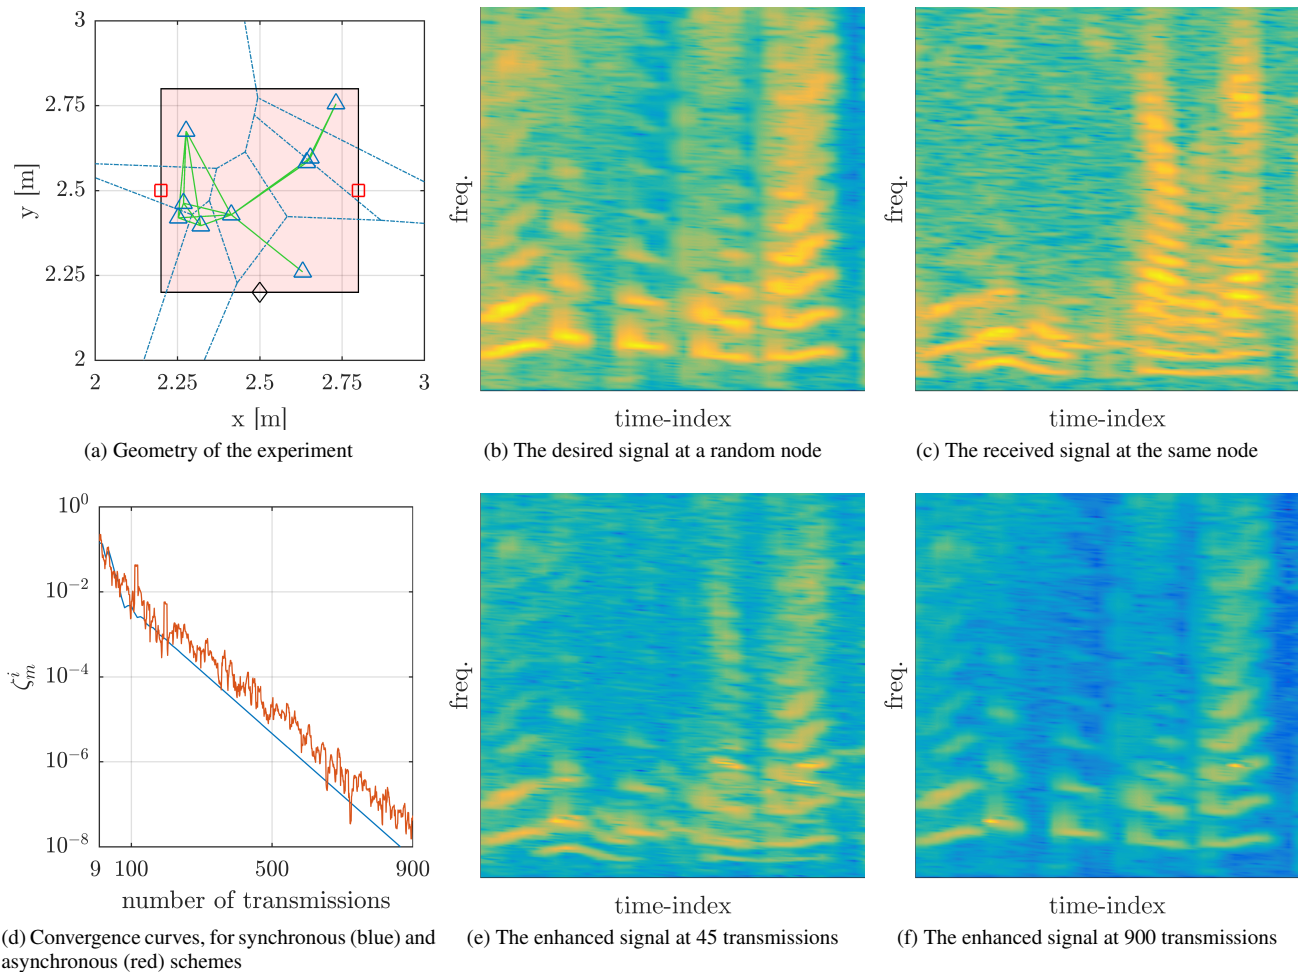 3
2.75
2.5
2.25
2
y [m]
2
2.25
2.5
2.75
3
x [m]
(a) Geometry of the experiment
freq.
time-index
(b) The desired signal at a random node
freq.
time-index
(c) The received signal at the same node
10^0
10^−2
10^−4
10^−6
10^−8
ζ_m^i
9
100
500
900
number of transmissions
(d) Convergence curves, for synchronous (blue) and
asynchronous (red) schemes
freq.
time-index
(e) The enhanced signal at 45 transmissions
freq.
time-index
(f) The enhanced signal at 900 transmissions